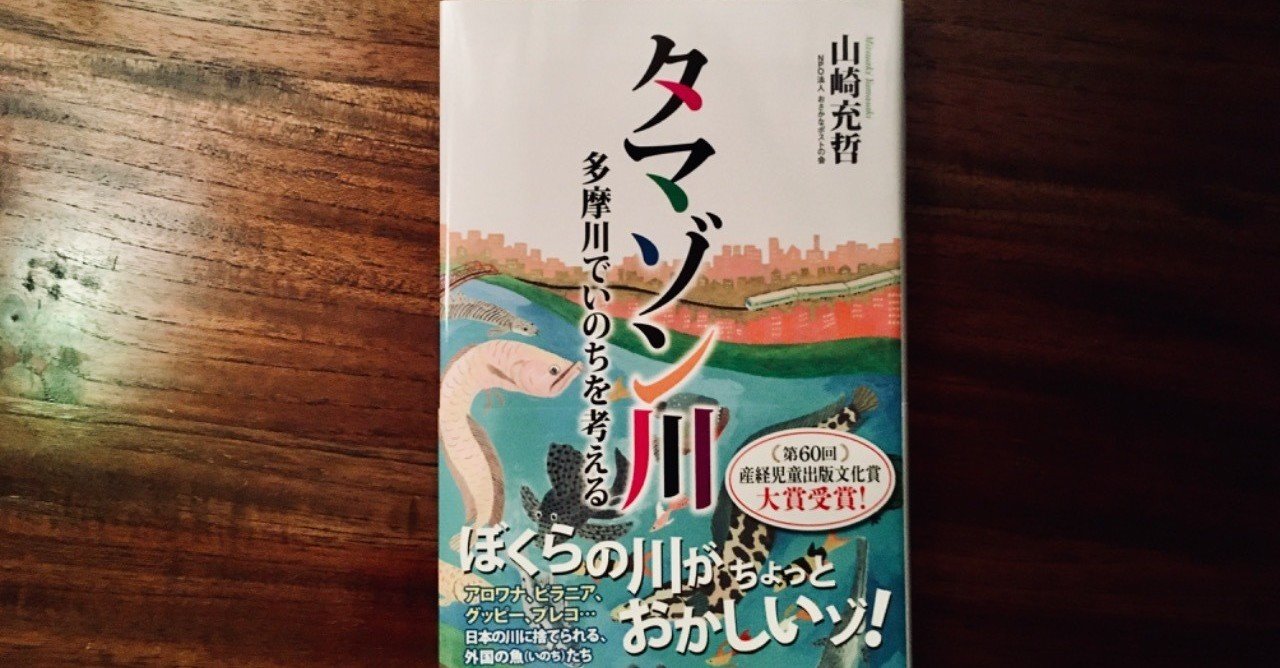 タマゾン川
多摩川でいのちを考える
山崎充哲
NPO法人 おさかなポストの会
《第60回》
産経児童出版文化賞
大賞受賞！
ぼくらの川がちょっと
おかしいゾ！
アロワナ、ピラニア、
グッピー、プレコ…
日本の川に捨てられる、
外国の魚(いのち)たち